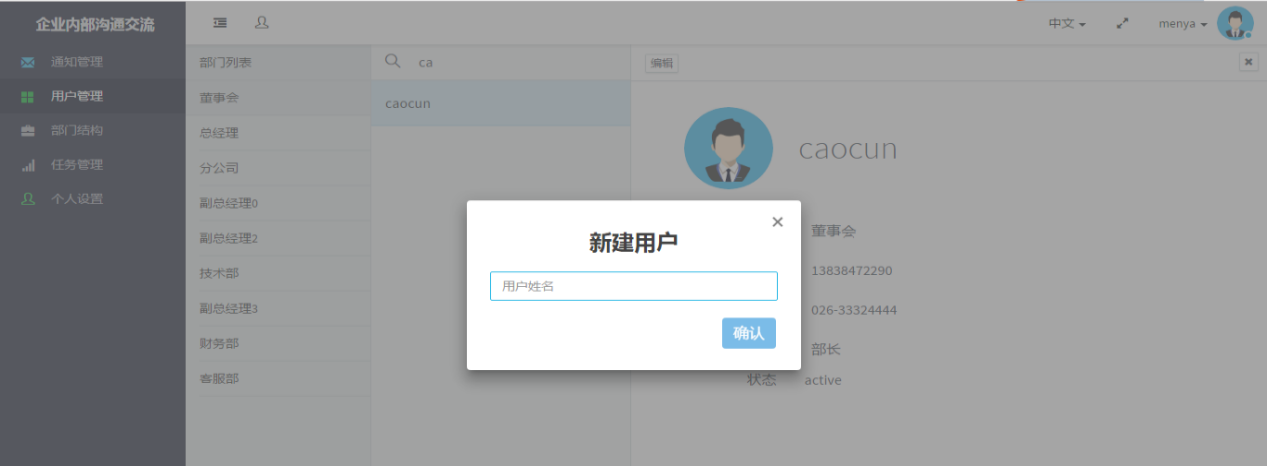 企业内部沟通交流
中文
menya
通知管理
用户管理
部门结构
任务管理
个人设置
部门列表
董事会
总经理
分公司
副总经理0
副总经理2
技术部
副总经理3
财务部
客服部
ca
caocun
编辑
caocun
董事会
13838472290
026-33324444
部长
状态 active
新建用户
用户姓名
确认